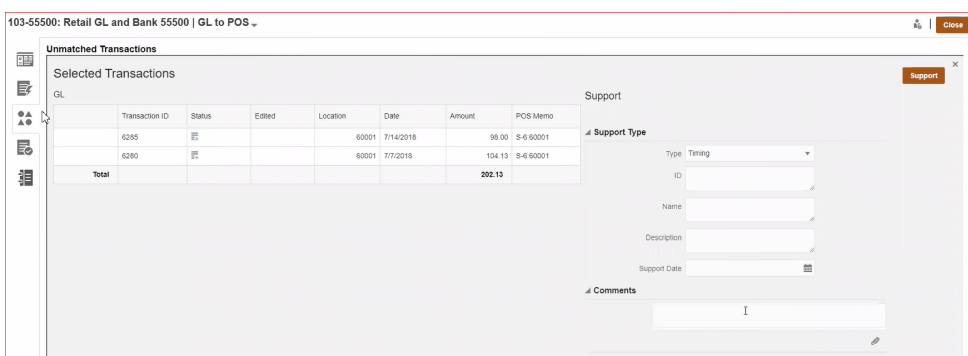 103-55500: Retail GL and Bank 55500 | GL to POS
Close
Unmatched Transactions
Selected Transactions
Support
GL
Support
Transaction ID Status Edited Location Date Amount POS Memo
6285 60001 7/14/2018 98.00 S-6:60001
6280 60001 7/7/2018 104.13 S-6:60001
Total 202.13
Support Type
Type Timing
ID
Name
Description
Support Date
Comments